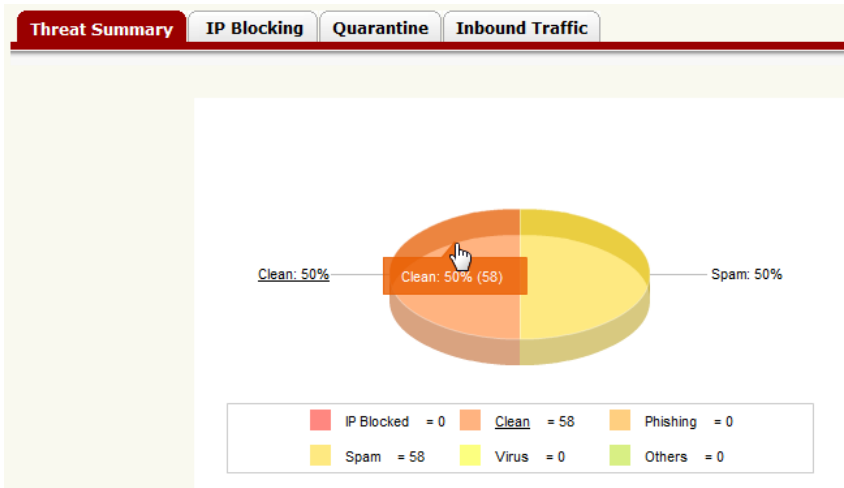 Threat Summary IP Blocking Quarantine Inbound Traffic
Clean: 50% Clean: 50% (58) Spam: 50%
IP Blocked = 0 Clean = 58 Phishing = 0
Spam = 58 Virus = 0 Others = 0